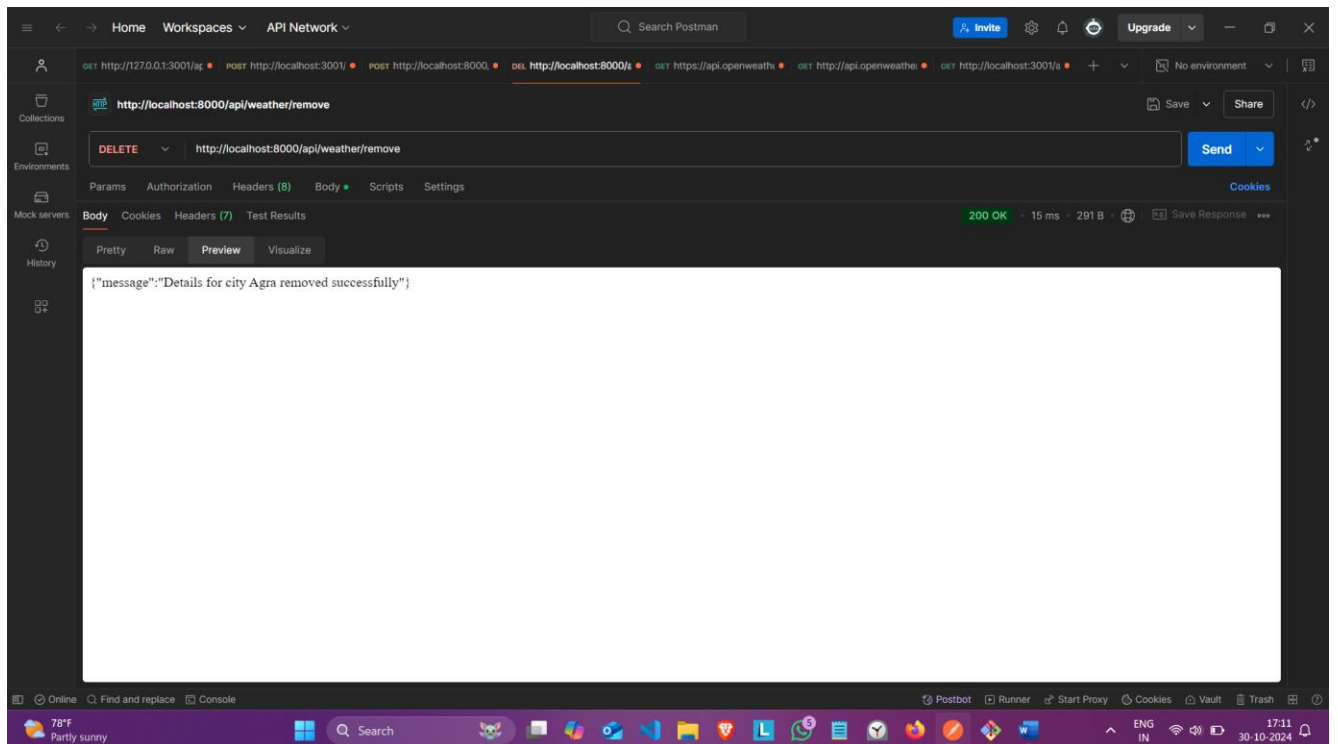 Home Workspaces API Network Search Postman Invite Upgrade
GET http://127.0.0.1:3001/ap POST http://localhost:3001/ POST http://localhost:8000, DEL http://localhost:8000/a GET https://api.openweath GET http://api.openweather GET http://localhost:3001/a No environment
HTTP http://localhost:8000/api/weather/remove Save Share
Collections
DELETE http://localhost:8000/api/weather/remove Send
Environments
Params Authorization Headers (8) Body Scripts Settings Cookies
Mock servers
Body Cookies Headers (7) Test Results 200 OK 15 ms 291 B Save Response
History
Pretty Raw Preview Visualize
{"message":"Details for city Agra removed successfully"}
Online Find and replace Console Postbot Runner Start Proxy Cookies Vault Trash
78°F
Partly sunny
Search
5
ENG
IN
17:11
30-10-2024